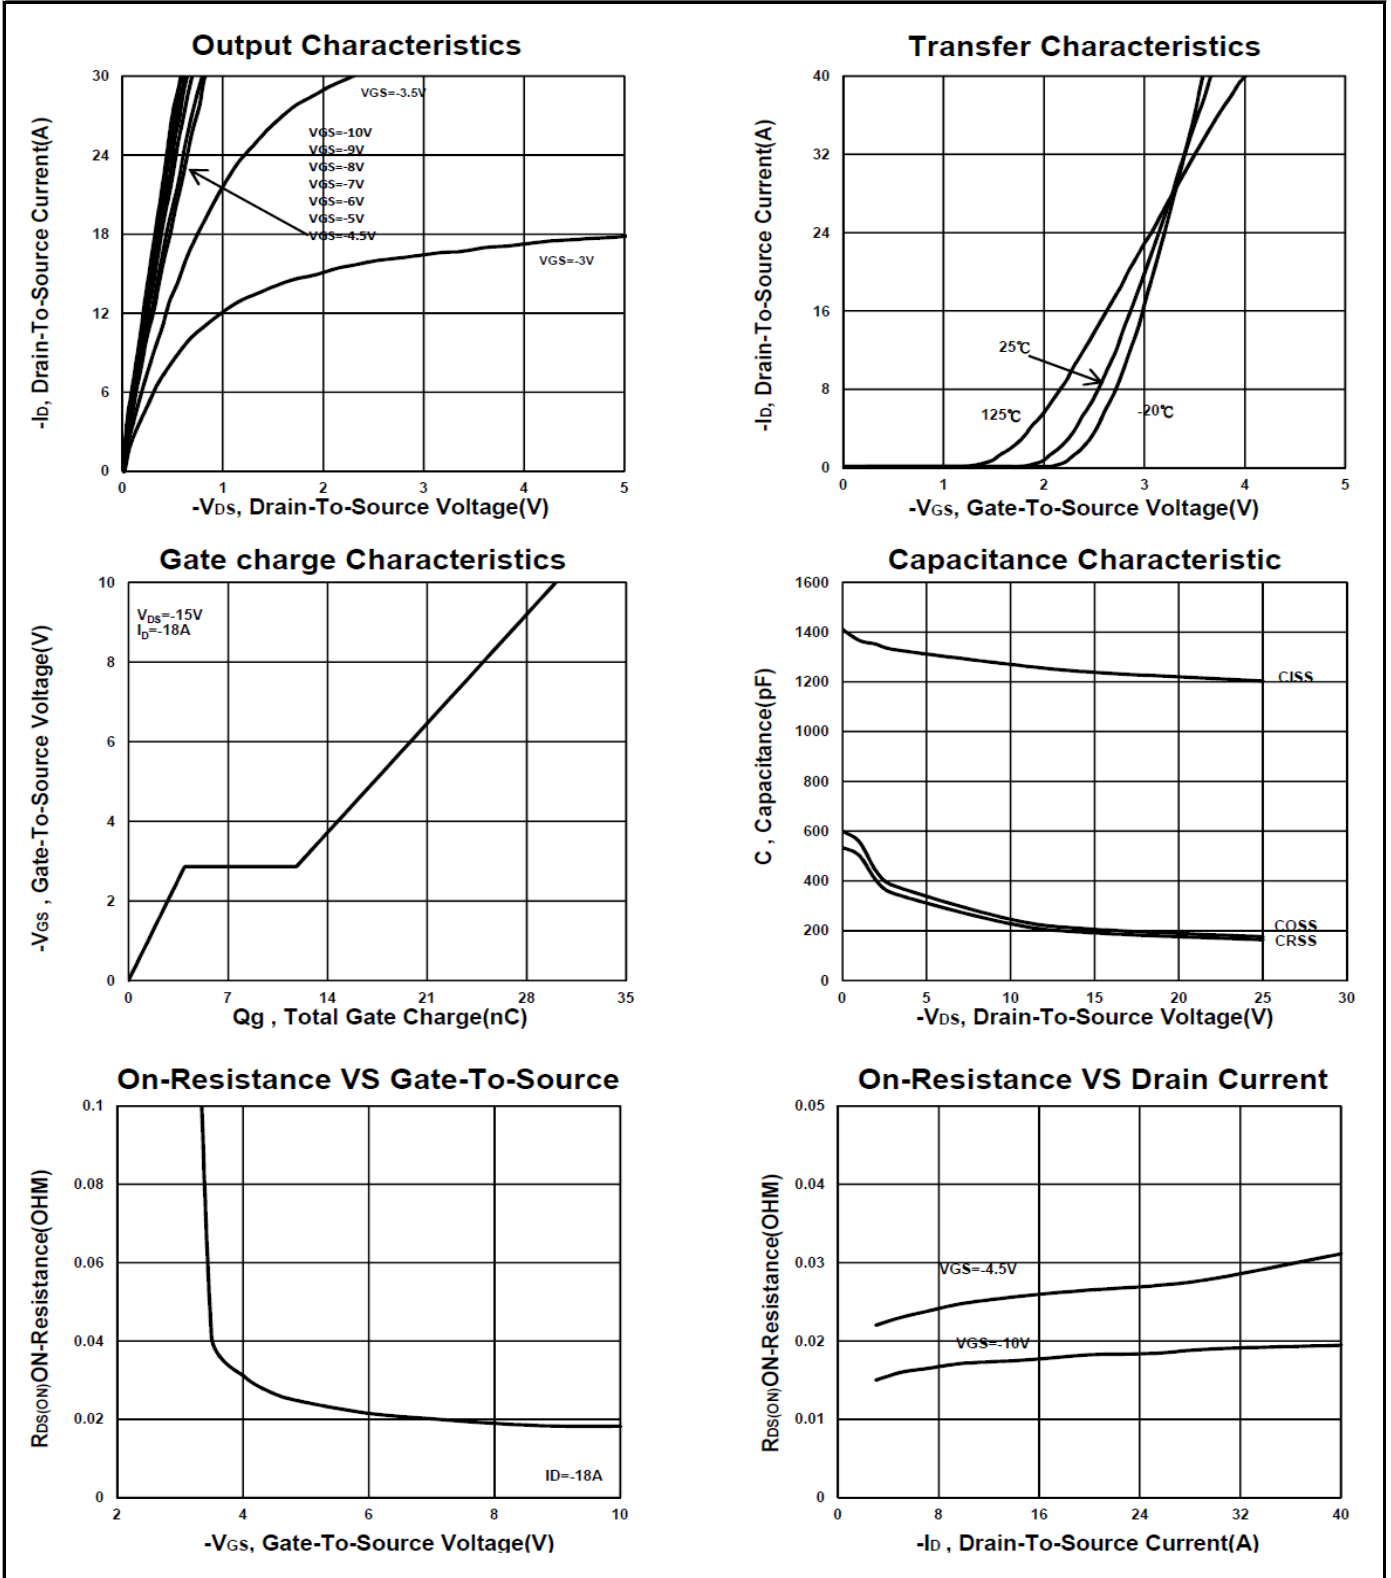 Output Characteristics
-ID, Drain-To-Source Current(A)
30
24
18
12
6
0
VGS=-3.5V
VGS=-10V
VGS=-9V
VGS=-8V
VGS=-7V
VGS=-6V
VGS=-5V
VGS=-4.5V
VGS=-3V
0 1 2 3 4 5
-VDS, Drain-To-Source Voltage(V)
Transfer Characteristics
-ID, Drain-To-Source Current(A)
40
32
24
16
8
0
25℃
125℃
-20℃
0 1 2 3 4 5
-VGS, Gate-To-Source Voltage(V)
Gate charge Characteristics
-VGS , Gate-To-Source Voltage(V)
10
8
6
4
2
0
VDS=-15V
ID=-18A
0 7 14 21 28 35
Qg , Total Gate Charge(nC)
Capacitance Characteristic
C , Capacitance(pF)
1600
1400
1200
1000
800
600
400
200
0
CISS
COSS
CRSS
0 5 10 15 20 25 30
-VDS, Drain-To-Source Voltage(V)
On-Resistance VS Gate-To-Source
RDS(ON)ON-Resistance(OHM)
0.1
0.08
0.06
0.04
0.02
0
ID=-18A
2 4 6 8 10
-VGS, Gate-To-Source Voltage(V)
On-Resistance VS Drain Current
RDS(ON)ON-Resistance(OHM)
0.05
0.04
0.03
0.02
0.01
0
VGS=-4.5V
VGS=-10V
0 8 16 24 32 40
-ID , Drain-To-Source Current(A)